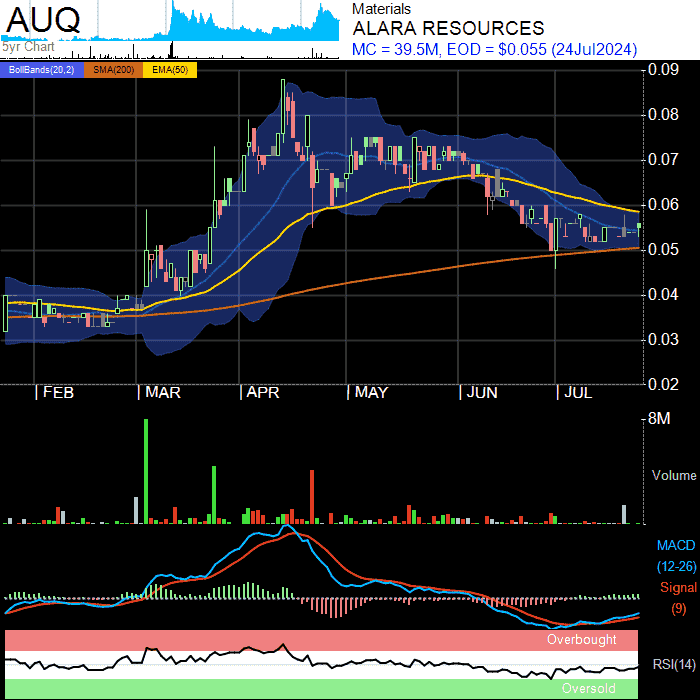 AUQ
5yr Chart
Materials
ALARA RESOURCES
MC = 39.5M, EOD = $0.055 (24Jul2024)
BollBands(20,2) SMA(200) EMA(50)
0.09
0.08
0.07
0.06
0.05
0.04
0.03
0.02
FEB MAR APR MAY JUN JUL
8M
Volume
MACD
(12-26)
Signal
(9)
Overbought
RSI(14)
Oversold